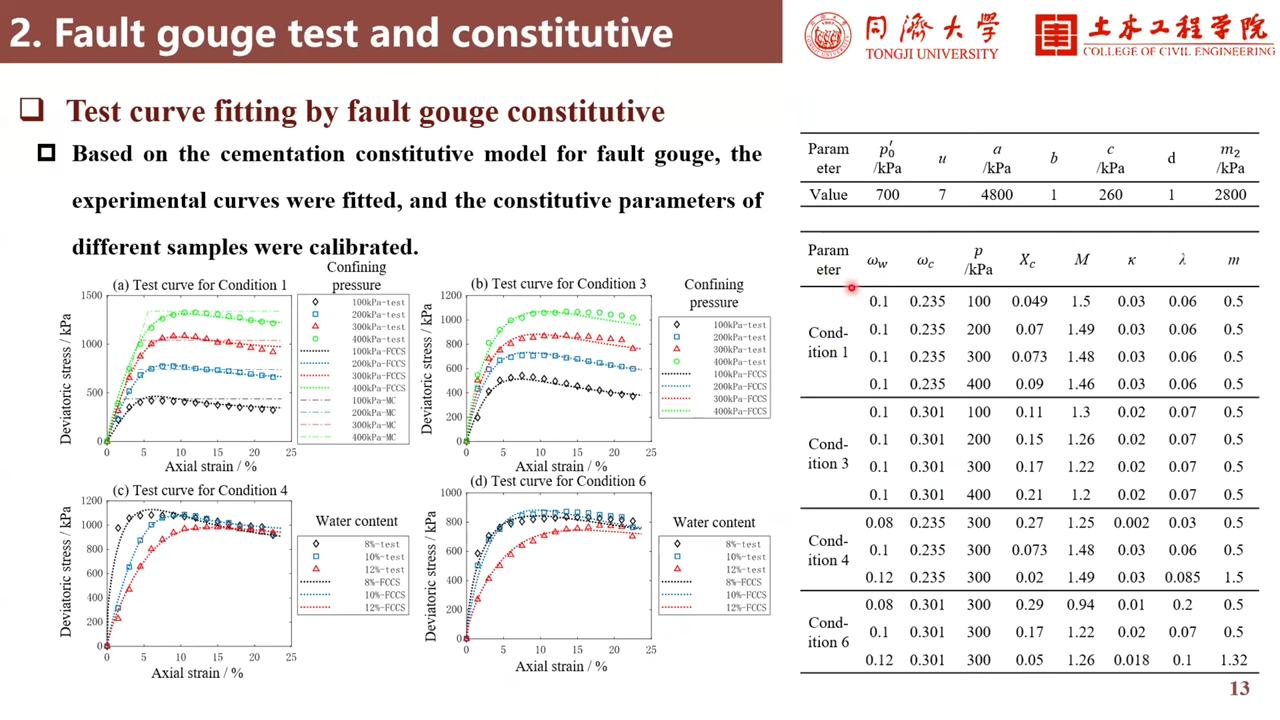 2. Fault gouge test and constitutive
同濟大學
TONGJI UNIVERSITY
土木工程学院
COLLEGE OF CIVIL ENGINEERING
Test curve fitting by fault gouge constitutive
Based on the cementation constitutive model for fault gouge, the
experimental curves were fitted, and the constitutive parameters of
different samples were calibrated.
(a) Test curve for Condition 1
Deviatoric stress / kPa
1500
1000
500
0
0 5 10 15 20 25
Axial strain / %
Confining
pressure
100kPa-test
200kPa-test
300kPa-test
400kPa-test
100kPa-FCCS
200kPa-FCCS
300kPa-FCCS
400kPa-FCCS
100kPa-MC
200kPa-MC
300kPa-MC
400kPa-MC
(b) Test curve for Condition 3
Deviatoric stress / kPa
1200
1000
800
600
400
200
0
0 5 10 15 20 25
Axial strain / %
Confining
pressure
100kPa-test
200kPa-test
300kPa-test
400kPa-test
100kPa-FCCS
200kPa-FCCS
300kPa-FCCS
400kPa-FCCS
(c) Test curve for Condition 4
Deviatoric stress / kPa
1200
1000
800
600
400
200
0
0 5 10 15 20 25
Axial strain / %
Water content
8%-test
10%-test
12%-test
8%-FCCS
10%-FCCS
12%-FCCS
(d) Test curve for Condition 6
Deviatoric stress / kPa
1000
800
600
400
200
0
0 5 10 15 20 25
Axial strain / %
Water content
8%-test
10%-test
12%-test
8%-FCCS
10%-FCCS
12%-FCCS
Param
eter p′₀ /kPa u a /kPa b c /kPa d m₂ /kPa
Value 700 7 4800 1 260 1 2800
Param
eter ω_w ω_c p /kPa X_c M κ λ m
Cond-
ition 1
0.1 0.235 100 0.049 1.5 0.03 0.06 0.5
0.1 0.235 200 0.07 1.49 0.03 0.06 0.5
0.1 0.235 300 0.073 1.48 0.03 0.06 0.5
0.1 0.235 400 0.09 1.46 0.03 0.06 0.5
Cond-
ition 3
0.1 0.301 100 0.11 1.3 0.02 0.07 0.5
0.1 0.301 200 0.15 1.26 0.02 0.07 0.5
0.1 0.301 300 0.17 1.22 0.02 0.07 0.5
0.1 0.301 400 0.21 1.2 0.02 0.07 0.5
Cond-
ition 4
0.08 0.235 300 0.27 1.25 0.002 0.03 0.5
0.1 0.235 300 0.073 1.48 0.03 0.06 0.5
0.12 0.235 300 0.02 1.49 0.03 0.085 1.5
Cond-
ition 6
0.08 0.301 300 0.29 0.94 0.01 0.2 0.5
0.1 0.301 300 0.17 1.22 0.02 0.07 0.5
0.12 0.301 300 0.05 1.26 0.018 0.1 1.32
13